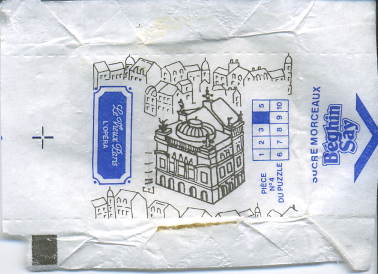 Le Vieux Paris
L'OPÉRA
PIÈCE
N°4
DU PUZZLE
1 2 3 5
6 7 8 9 10
SUCRE MORCEAUX
Béghin
Say